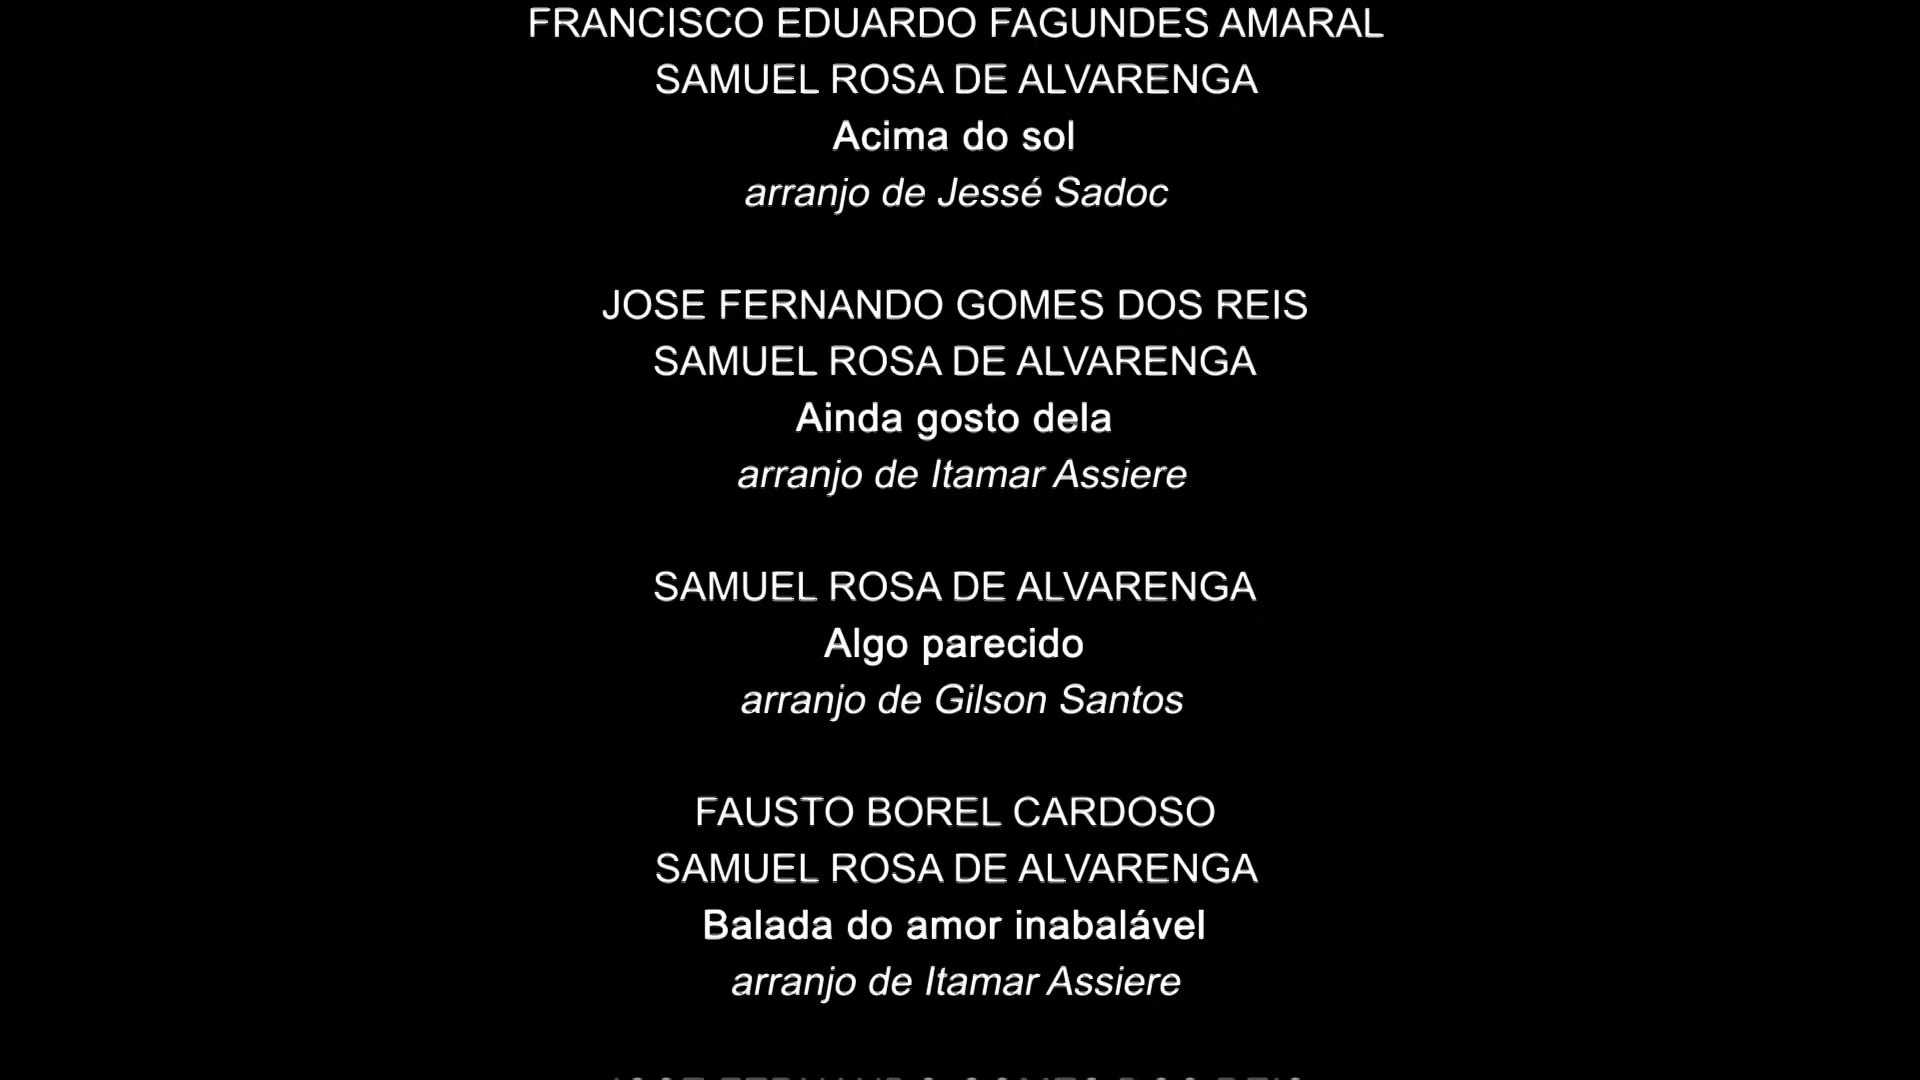 FRANCISCO EDUARDO FAGUNDES AMARAL
SAMUEL ROSA DE ALVARENGA
Acima do sol
arranjo de Jessé Sadoc
JOSE FERNANDO GOMES DOS REIS
SAMUEL ROSA DE ALVARENGA
Ainda gosto dela
arranjo de Itamar Assiere
SAMUEL ROSA DE ALVARENGA
Algo parecido
arranjo de Gilson Santos
FAUSTO BOREL CARDOSO
SAMUEL ROSA DE ALVARENGA
Balada do amor inabalável
arranjo de Itamar Assiere